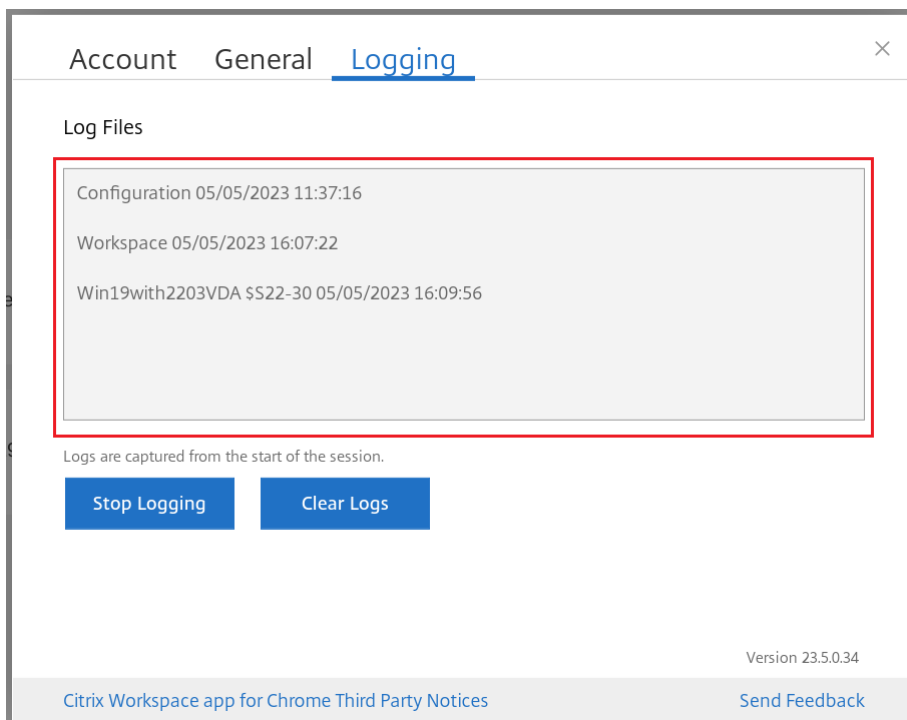 Account General Logging
Log Files
Configuration 05/05/2023 11:37:16
Workspace 05/05/2023 16:07:22
Win19with2203VDA $S22-30 05/05/2023 16:09:56
Logs are captured from the start of the session.
Stop Logging Clear Logs
Version 23.5.0.34
Citrix Workspace app for Chrome Third Party Notices Send Feedback